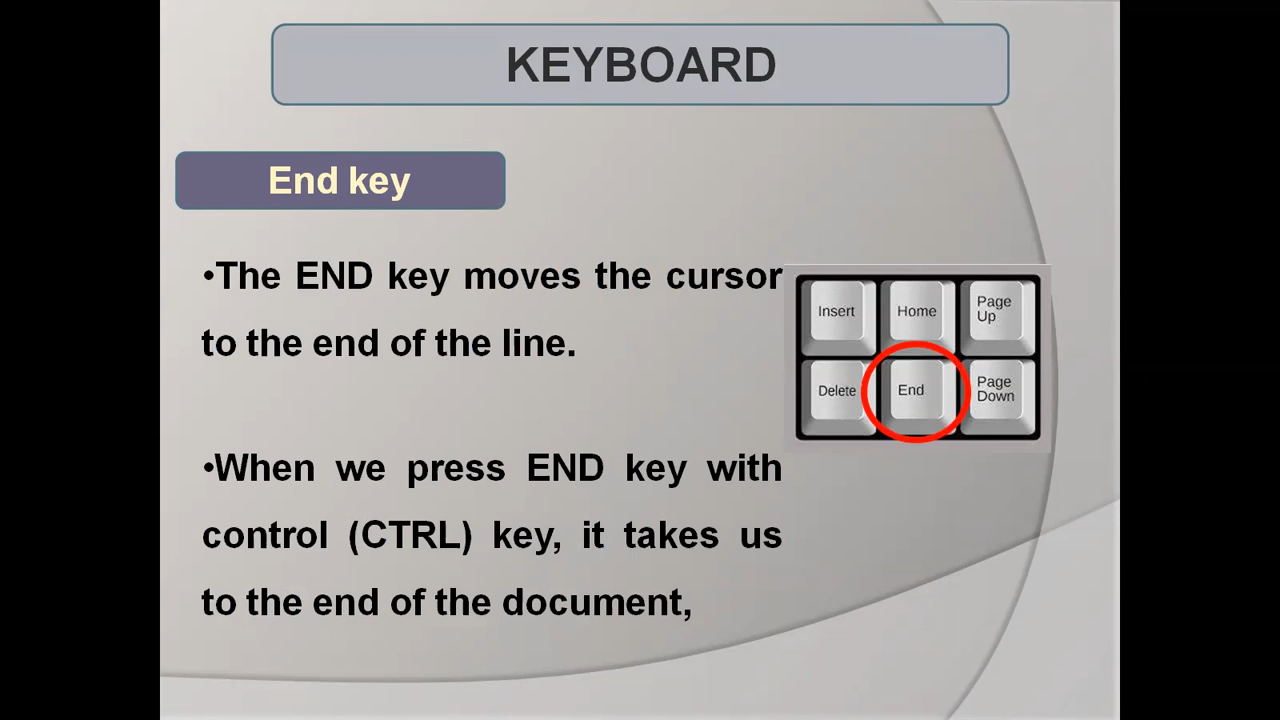 KEYBOARD
End key
•The END key moves the cursor
to the end of the line.
Insert Home Page Up
Delete End Page Down
•When we press END key with
control (CTRL) key, it takes us
to the end of the document,